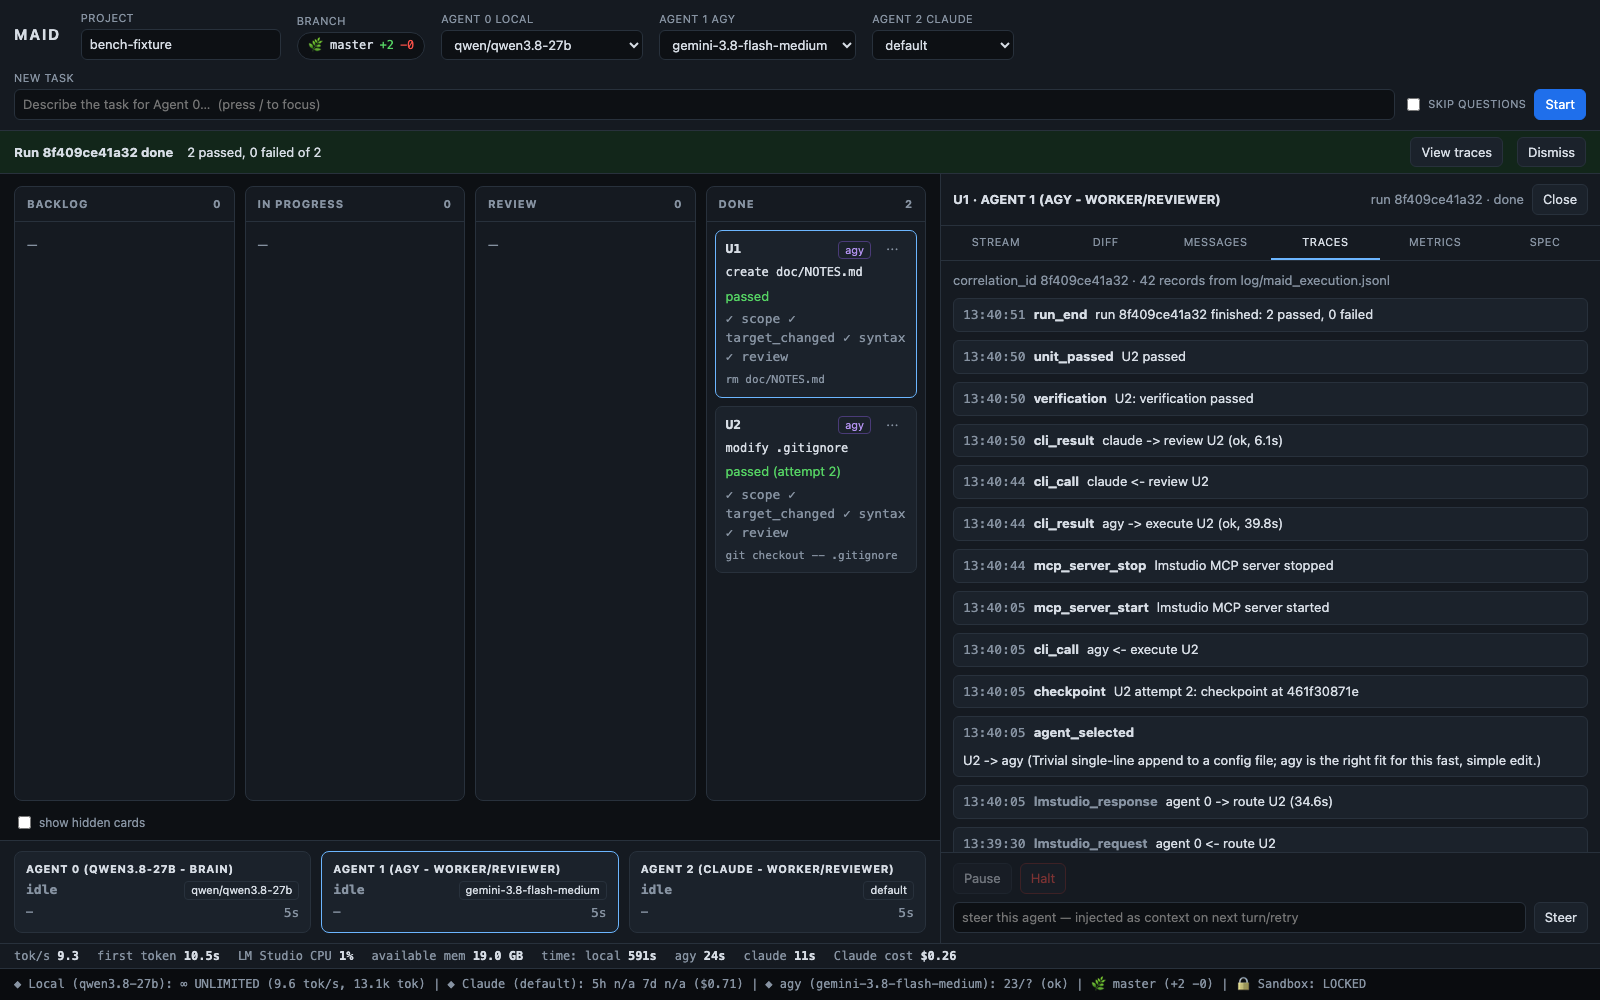 MAID
PROJECT
bench-fixture
BRANCH
master +2 −0
AGENT 0 LOCAL
qwen/qwen3.8-27b
AGENT 1 AGY
gemini-3.8-flash-medium
AGENT 2 CLAUDE
default
NEW TASK
Describe the task for Agent 0... (press / to focus)
SKIP QUESTIONS
Start
Run 8f409ce41a32 done 2 passed, 0 failed of 2
View traces
Dismiss
BACKLOG 0
—
IN PROGRESS 0
—
REVIEW 0
—
DONE 2
U1 agy ...
create doc/NOTES.md
passed
✓ scope ✓
target_changed ✓ syntax
✓ review
rm doc/NOTES.md
U2 agy ...
modify .gitignore
passed (attempt 2)
✓ scope ✓
target_changed ✓ syntax
✓ review
git checkout -- .gitignore
show hidden cards
AGENT 0 (QWEN3.8-27B - BRAIN)
idle qwen/qwen3.8-27b
— 5s
AGENT 1 (AGY - WORKER/REVIEWER)
idle gemini-3.8-flash-medium
— 5s
AGENT 2 (CLAUDE - WORKER/REVIEWER)
idle default
— 5s
U1 · AGENT 1 (AGY - WORKER/REVIEWER)
run 8f409ce41a32 · done
Close
STREAM DIFF MESSAGES TRACES METRICS SPEC
correlation_id 8f409ce41a32 · 42 records from log/maid_execution.jsonl
13:40:51 run_end run 8f409ce41a32 finished: 2 passed, 0 failed
13:40:50 unit_passed U2 passed
13:40:50 verification U2: verification passed
13:40:50 cli_result claude -> review U2 (ok, 6.1s)
13:40:44 cli_call claude <- review U2
13:40:44 cli_result agy -> execute U2 (ok, 39.8s)
13:40:44 mcp_server_stop lmstudio MCP server stopped
13:40:05 mcp_server_start lmstudio MCP server started
13:40:05 cli_call agy <- execute U2
13:40:05 checkpoint U2 attempt 2: checkpoint at 461f30871e
13:40:05 agent_selected
U2 -> agy (Trivial single-line append to a config file; agy is the right fit for this fast, simple edit.)
13:40:05 lmstudio_response agent 0 -> route U2 (34.6s)
13:39:30 lmstudio_request agent 0 <- route U2
Pause
Halt
steer this agent — injected as context on next turn/retry
Steer
tok/s 9.3 first token 10.5s LM Studio CPU 1% available mem 19.0 GB time: local 591s agy 24s claude 11s Claude cost $0.26
◆ Local (qwen3.8-27b): ∞ UNLIMITED (9.6 tok/s, 13.1k tok) | ◆ Claude (default): 5h n/a 7d n/a ($0.71) | ◆ agy (gemini-3.8-flash-medium): 23/? (ok) | 🌿 master (+2 −0) | 🔒 Sandbox: LOCKED